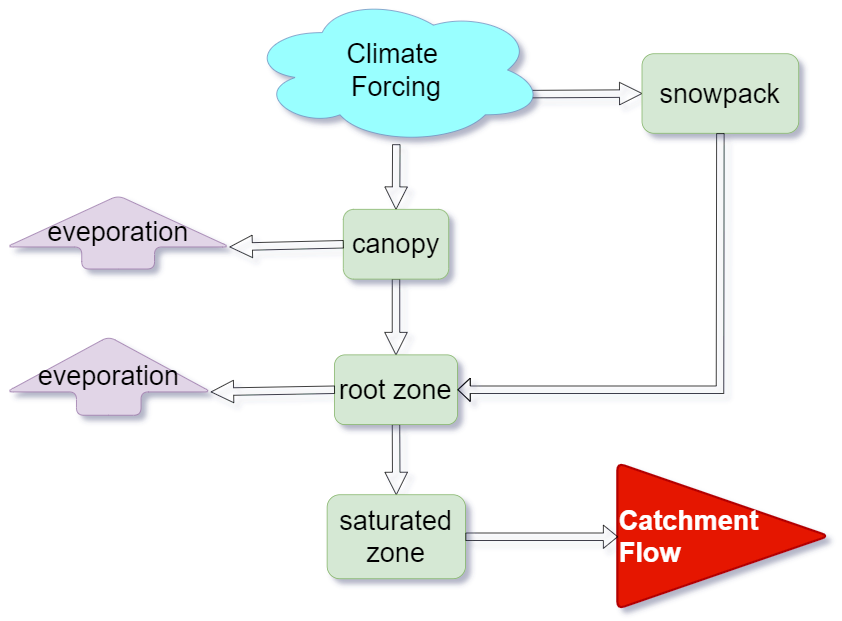 Climate
Forcing
snowpack
eveporation
canopy
eveporation
root zone
saturated
zone
Catchment
Flow